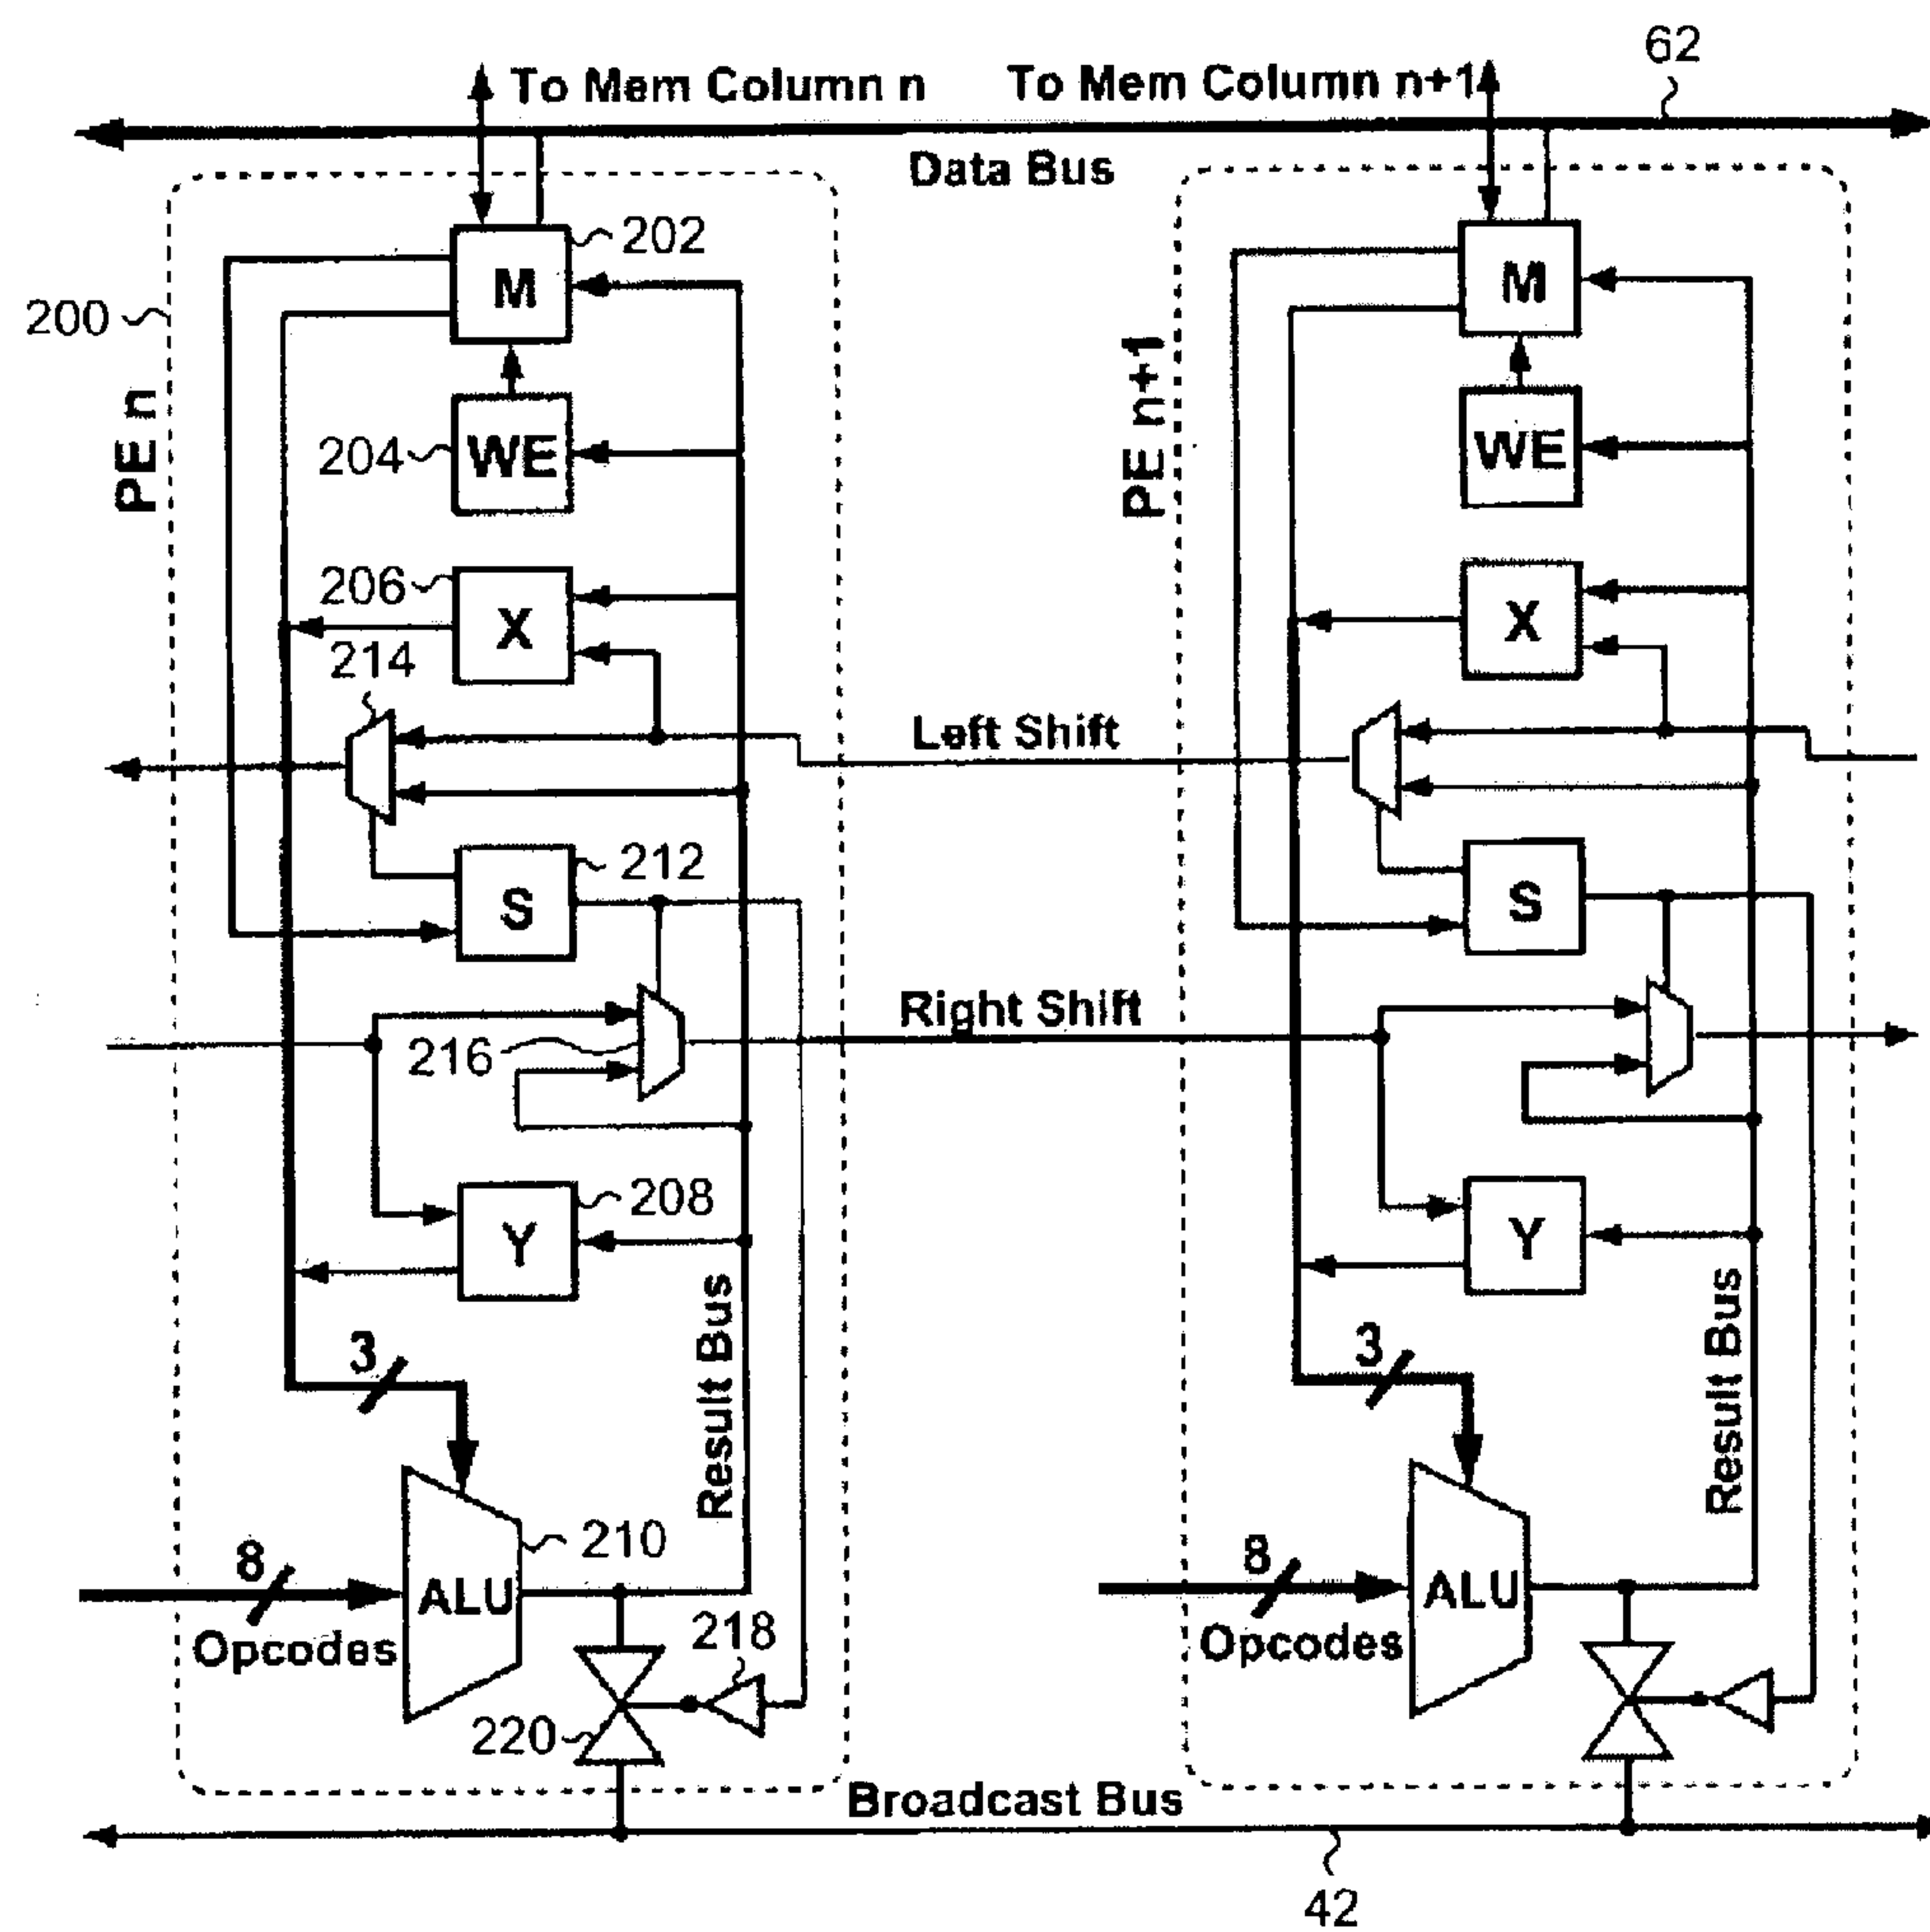 62
To Mem Column n
To Mem Column n+1
Data Bus
200
PE n
M
202
204
WE
206
X
214
S
212
216
Y
208
3
Result Bus
8
Opcodes
ALU
210
218
220
Left Shift
Right Shift
PE n+1
M
WE
X
S
Y
3
Result Bus
8
Opcodes
ALU
Broadcast Bus
42